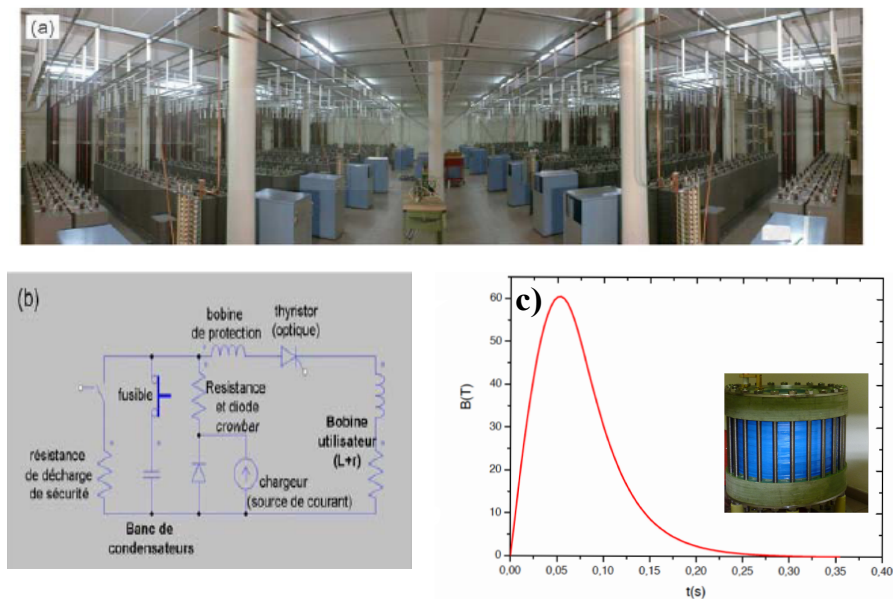 (a)
(b)
bobine
de protection
thyristor
(optique)
fusible
Resistance
et diode
crowbar
Bobine
utilisateur
(L+r)
résistance
de décharge
de sécurité
chargeur
(source de courant)
Banc de
condensateurs
c)
B(T)
60
50
40
30
20
10
0
0,00 0,05 0,10 0,15 0,20 0,25 0,30 0,35 0,40
t(s)